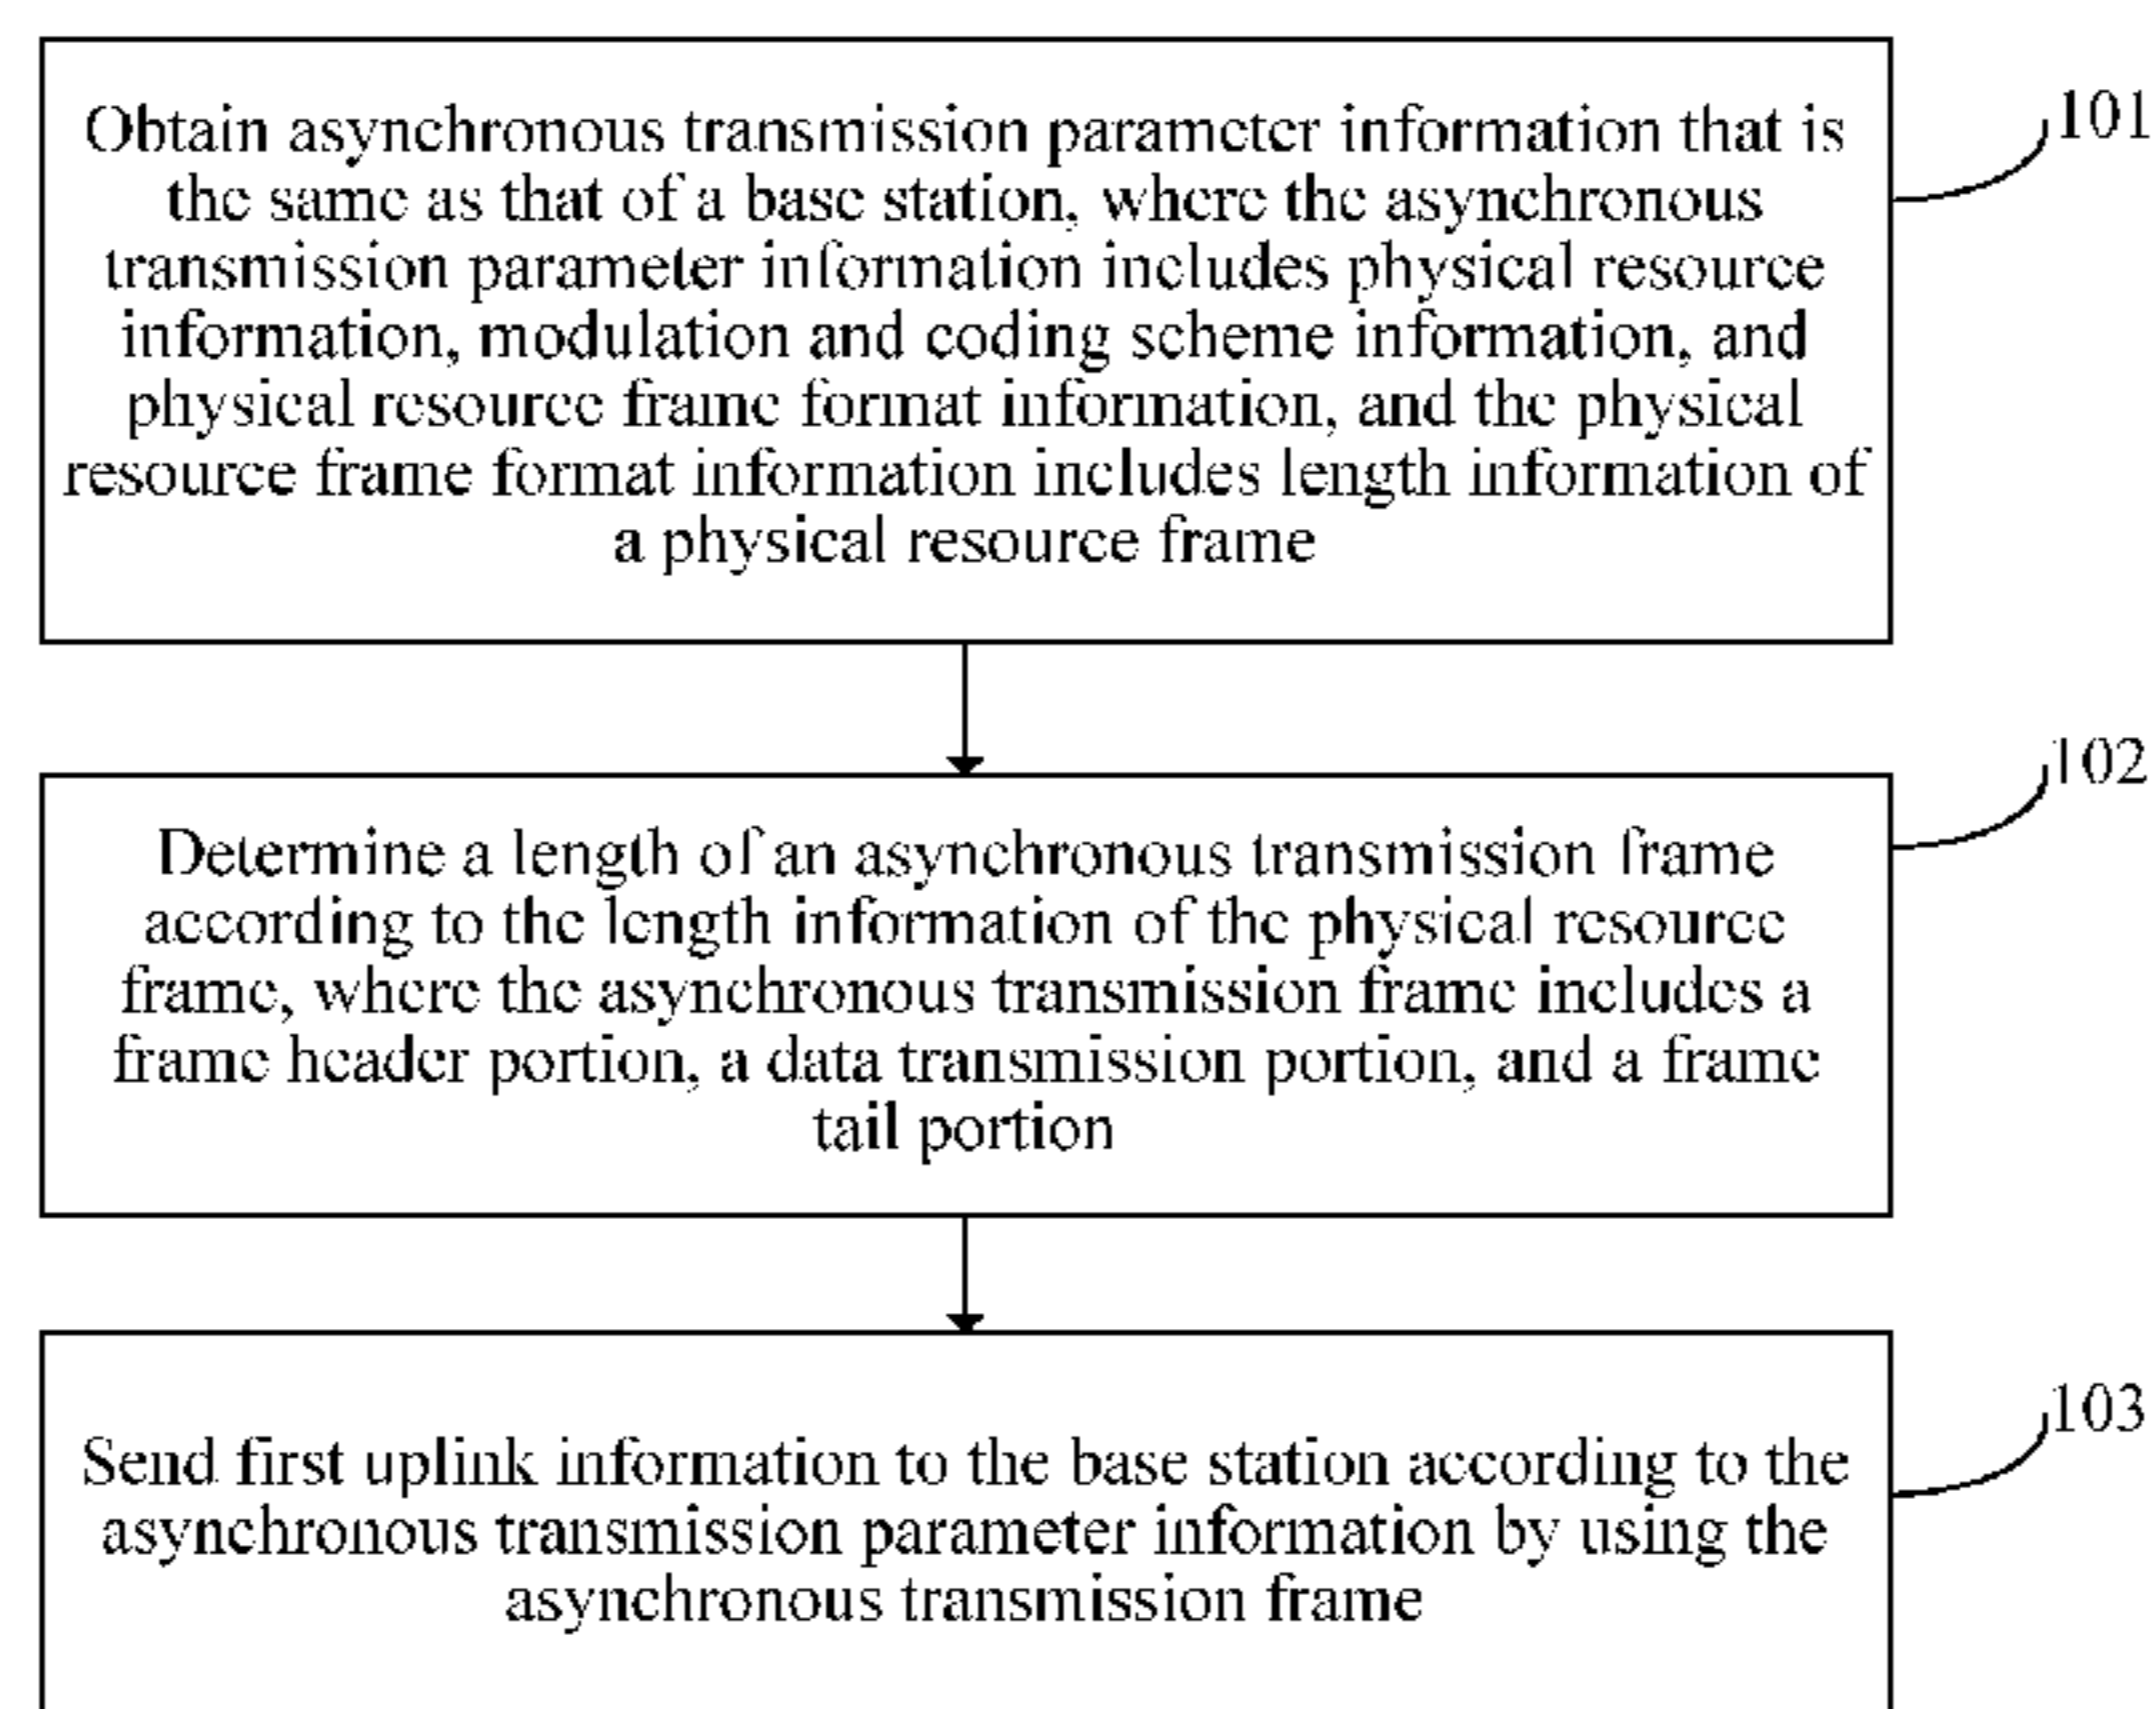 Obtain asynchronous transmission parameter information that is
the same as that of a base station, where the asynchronous
transmission parameter information includes physical resource
information, modulation and coding scheme information, and
physical resource frame format information, and the physical
resource frame format information includes length information of
a physical resource frame
101
Determine a length of an asynchronous transmission frame
according to the length information of the physical resource
frame, where the asynchronous transmission frame includes a
frame header portion, a data transmission portion, and a frame
tail portion
102
Send first uplink information to the base station according to the
asynchronous transmission parameter information by using the
asynchronous transmission frame
103